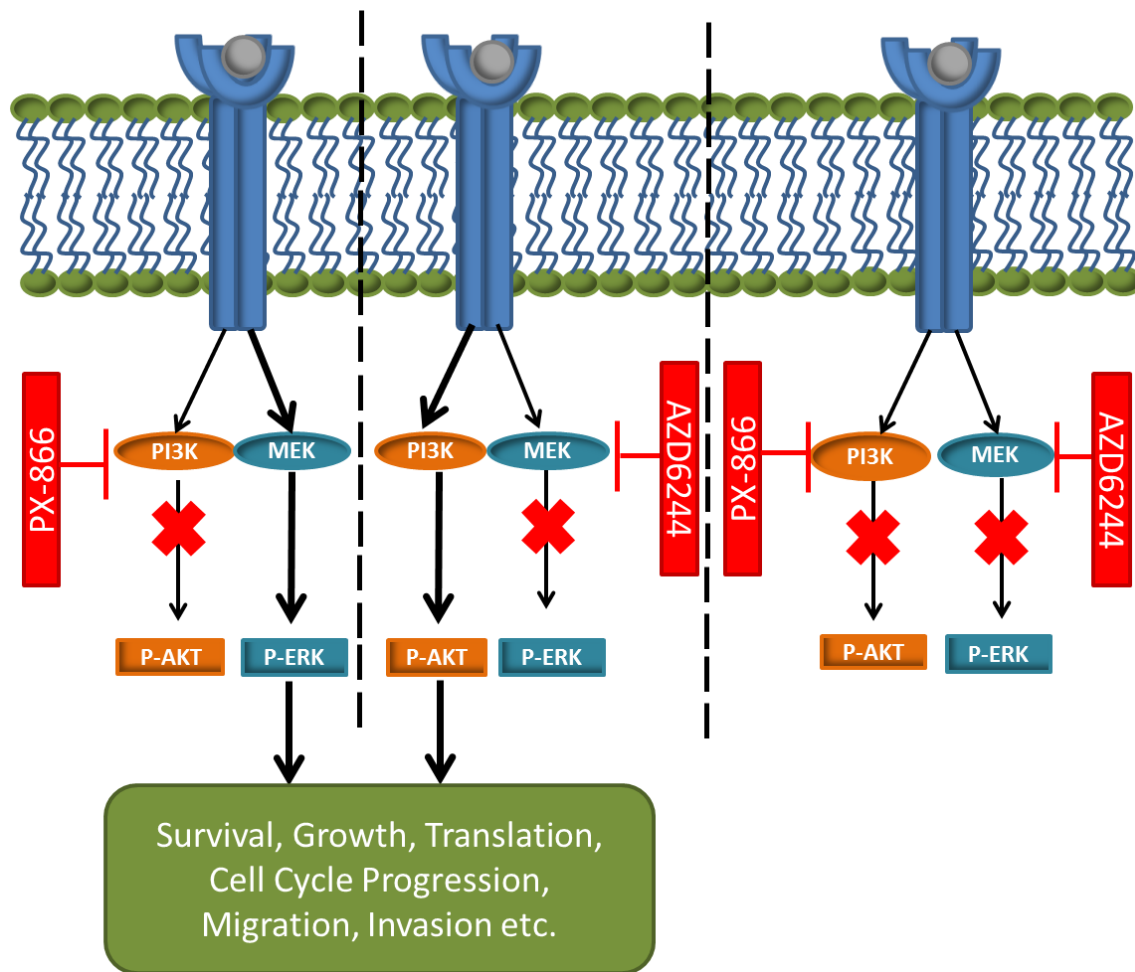 PX-866
PI3K
MEK
P-AKT
P-ERK
PI3K
MEK
AZD6244
P-AKT
P-ERK
PX-866
PI3K
MEK
AZD6244
P-AKT
P-ERK
Survival, Growth, Translation,
Cell Cycle Progression,
Migration, Invasion etc.